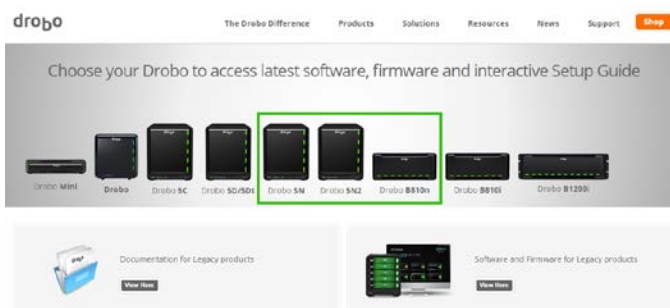 drobo
The Drobo Difference Products Solutions Resources News Support Shop
Choose your Drobo to access latest software, firmware and interactive Setup Guide
Drobo Mini Drobo Drobo 5C Drobo 5D/5Dt Drobo 5N Drobo 5N2 Drobo B810n Drobo B810i Drobo B1200i
Documentation for Legacy products
View Here
Software and Firmware for Legacy products
View Here